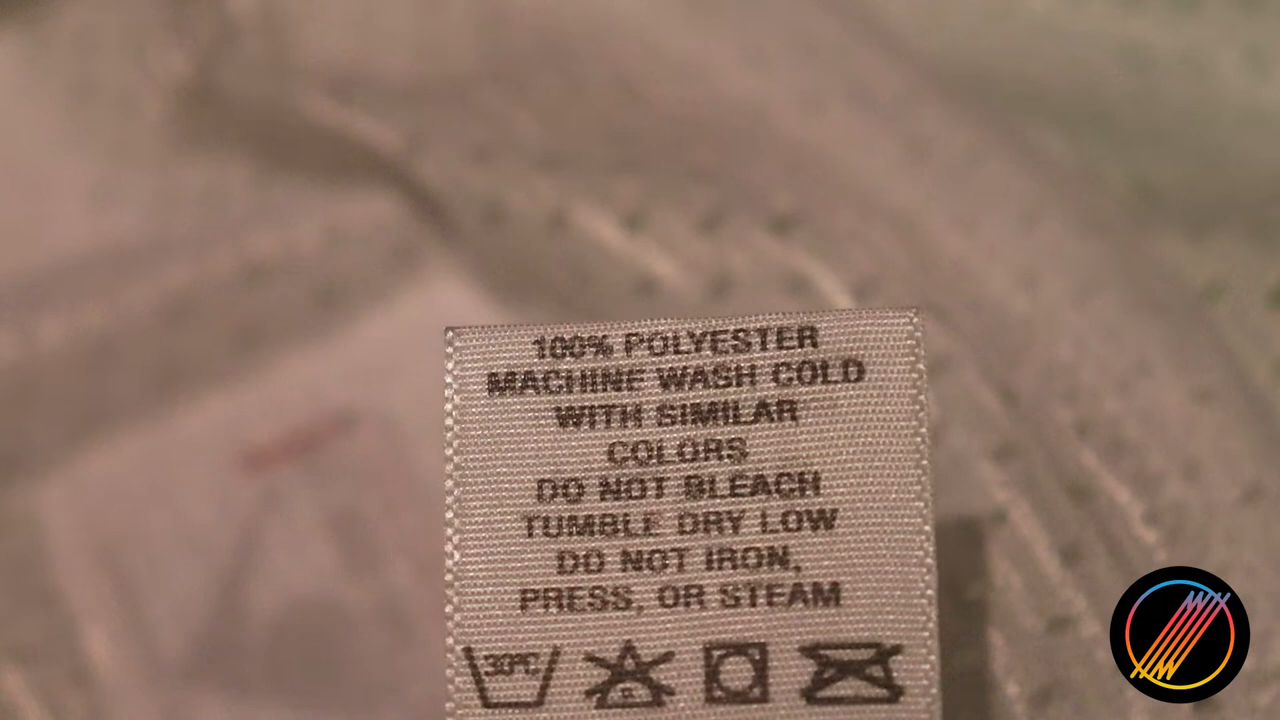 100% POLYESTER
MACHINE WASH COLD
WITH SIMILAR
COLORS
DO NOT BLEACH
TUMBLE DRY LOW
DO NOT IRON,
PRESS, OR STEAM
30°C